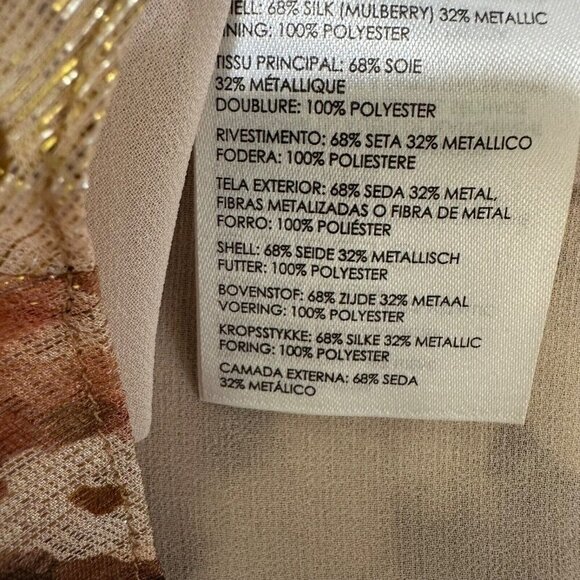 SHELL: 68% SILK (MULBERRY) 32% METALLIC
LINING: 100% POLYESTER
TISSU PRINCIPAL: 68% SOIE
32% MÉTALLIQUE
DOUBLURE: 100% POLYESTER
RIVESTIMENTO: 68% SETA 32% METALLICO
FODERA: 100% POLIESTERE
TELA EXTERIOR: 68% SEDA 32% METAL,
FIBRAS METALIZADAS O FIBRA DE METAL
FORRO: 100% POLIÉSTER
SHELL: 68% SEIDE 32% METALLISCH
FUTTER: 100% POLYESTER
BOVENSTOF: 68% ZIJDE 32% METAAL
VOERING: 100% POLYESTER
KROPSSTYKKE: 68% SILKE 32% METALLIC
FORING: 100% POLYESTER
CAMADA EXTERNA: 68% SEDA
32% METÁLICO